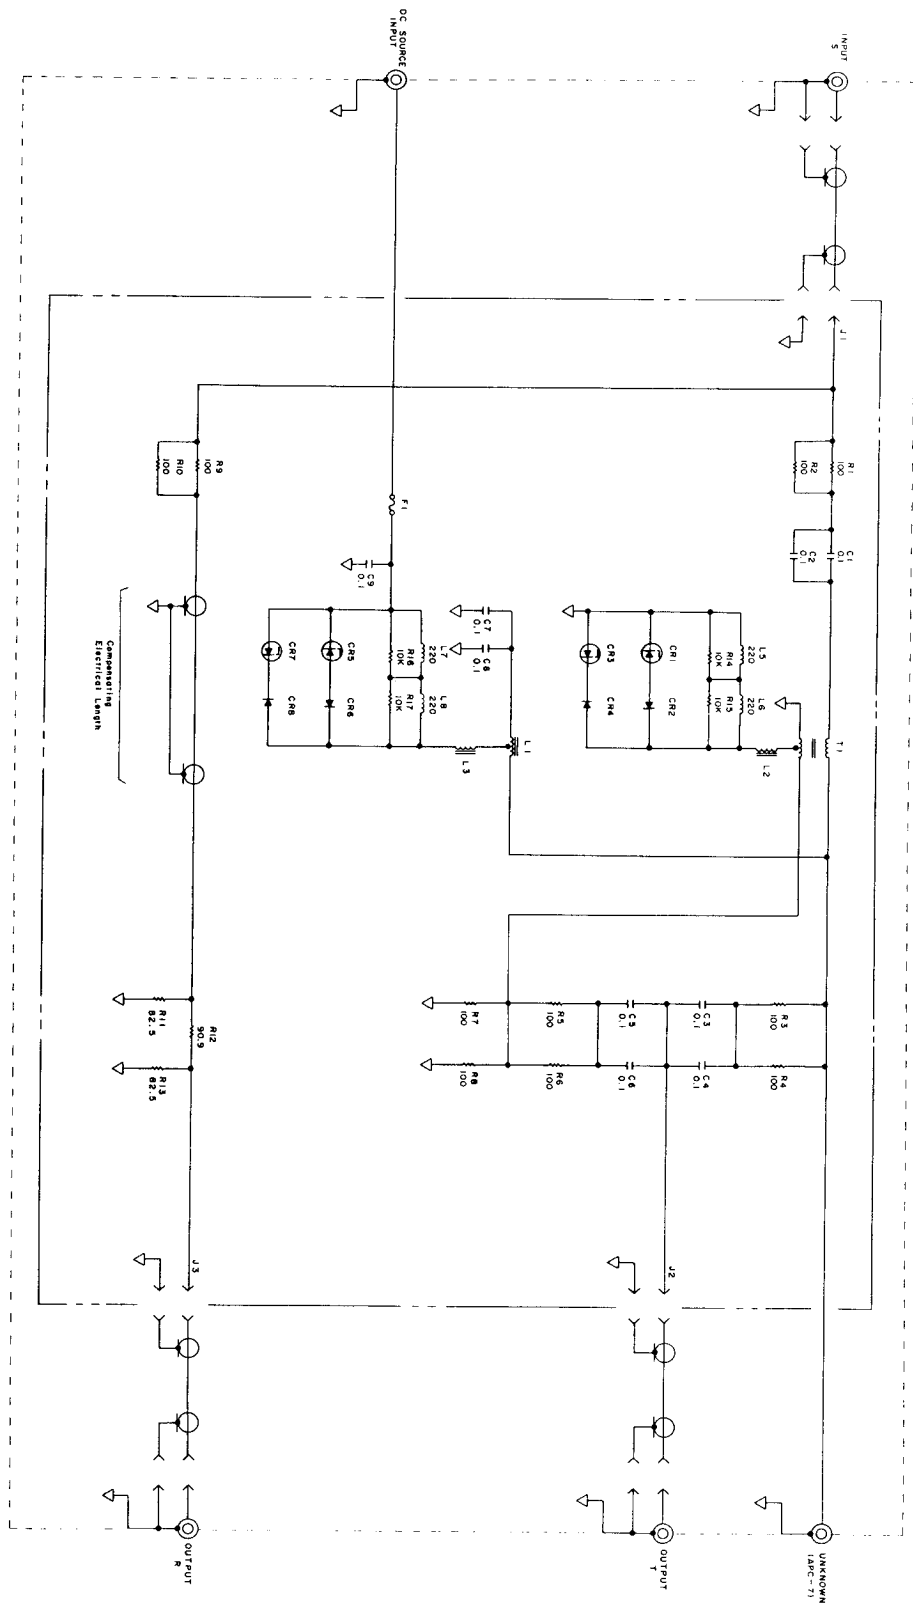 DC SOURCE
INPUT
INPUT
S
J1
R1
100
R2
100
C1
0.1
C2
0.1
R9
100
R10
100
F1
C9
0.1
C7
0.1
C8
0.1
L5
220
R14
10K
L6
220
R15
10K
CR1
CR2
CR3
CR4
L7
220
R16
10K
L8
220
R17
10K
CR5
CR6
CR7
CR8
T1
L2
L1
L3
Compensating
Electrical Length
R3
100
C3
0.1
C5
0.1
R5
100
R7
100
R4
100
C4
0.1
C6
0.1
R6
100
R8
100
R11
82.5
R12
90.9
R13
82.5
J3
J2
OUTPUT
R
OUTPUT
T
UNKNOWN
(APC-7)